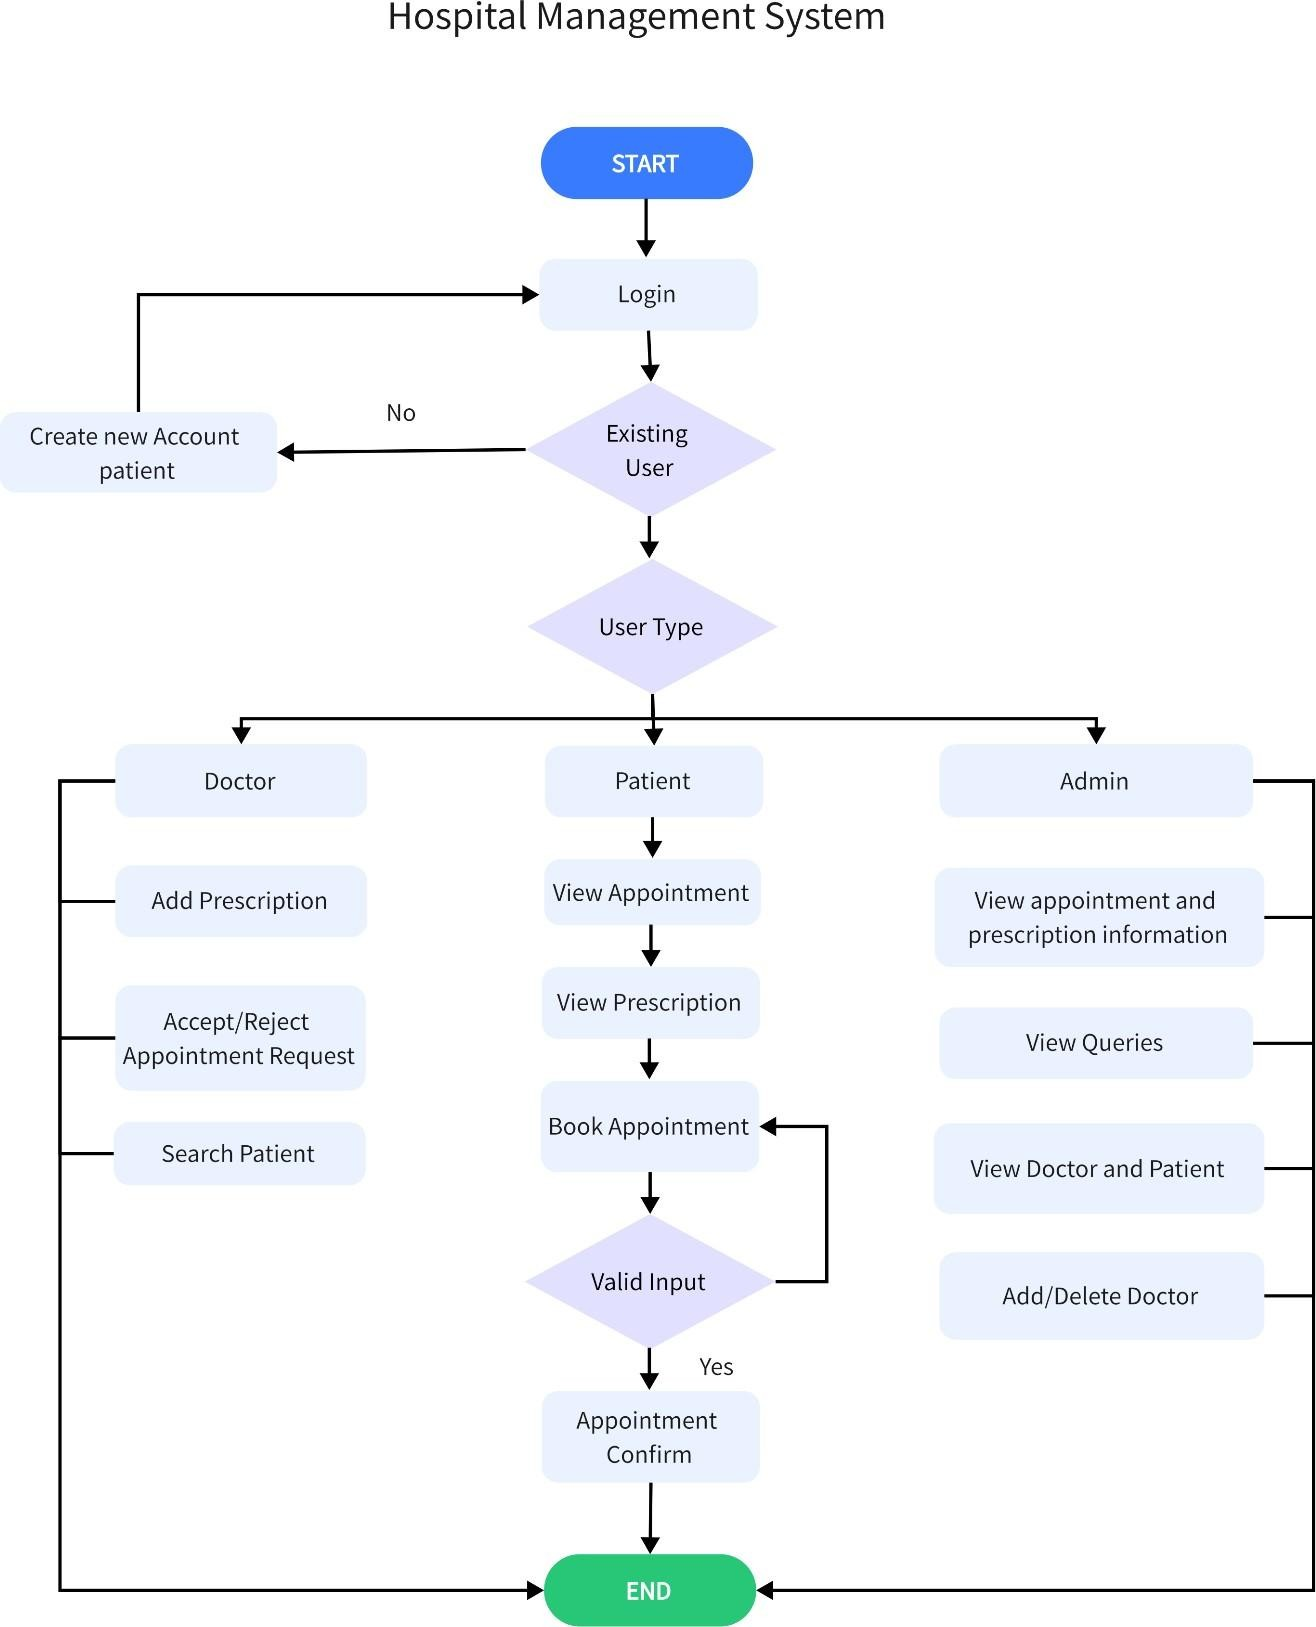 Hospital Management System
START
Login
No
Create new Account
patient
Existing
User
User Type
Doctor
Patient
Admin
Add Prescription
View Appointment
View appointment and
prescription information
Accept/Reject
Appointment Request
View Prescription
View Queries
Search Patient
Book Appointment
View Doctor and Patient
Valid Input
Add/Delete Doctor
Yes
Appointment
Confirm
END